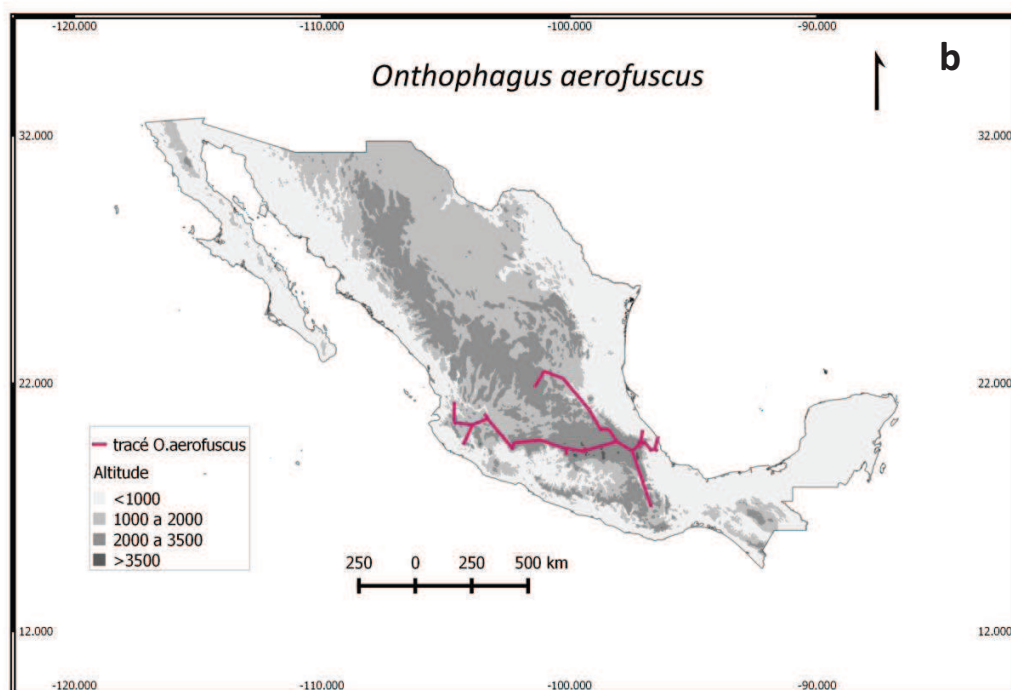 -120.000 -110.000 -100.000 -90.000
b
Onthophagus aerofuscus
32.000 32.000
22.000 22.000
tracé O.aerofuscus
Altitude
<1000
1000 a 2000
2000 a 3500
>3500
250 0 250 500 km
12.000 12.000
-120.000 -110.000 -100.000 -90.000